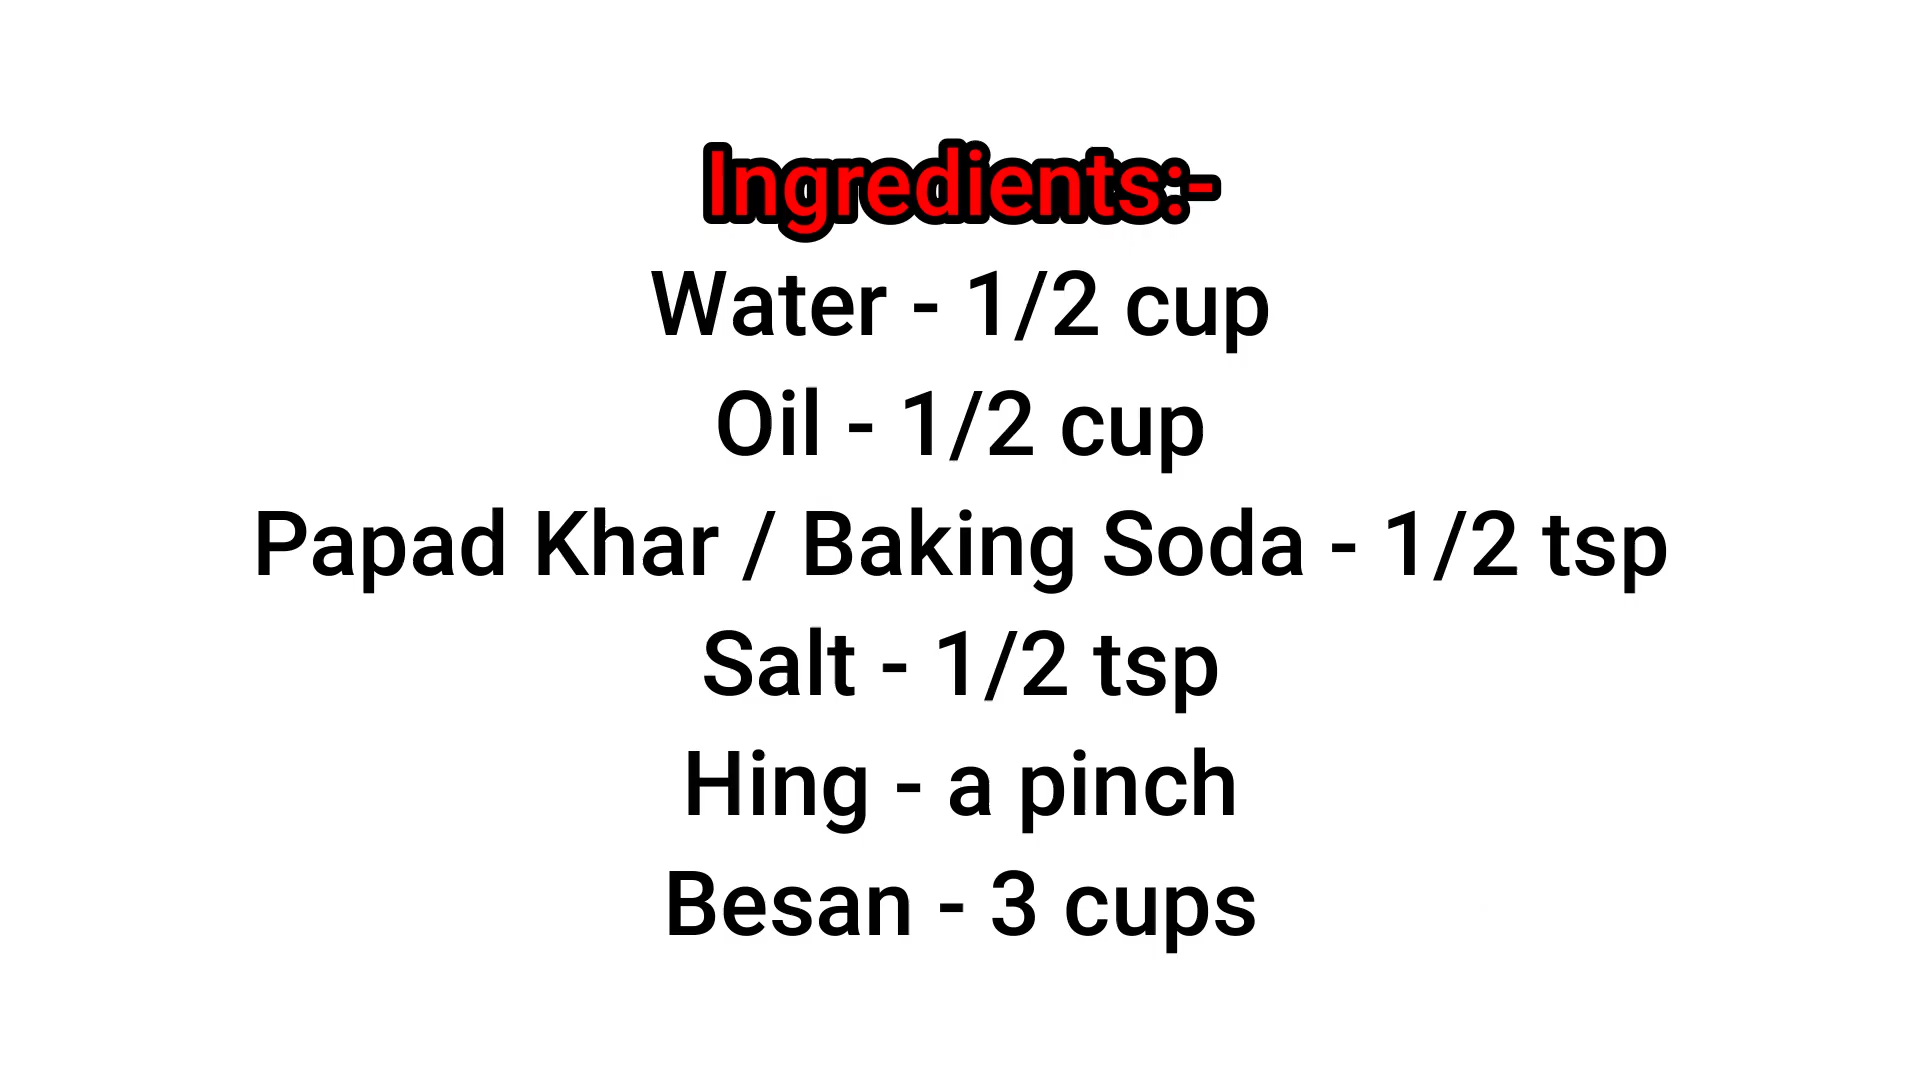 Ingredients:-
Water - 1/2 cup
Oil - 1/2 cup
Papad Khar / Baking Soda - 1/2 tsp
Salt - 1/2 tsp
Hing - a pinch
Besan - 3 cups